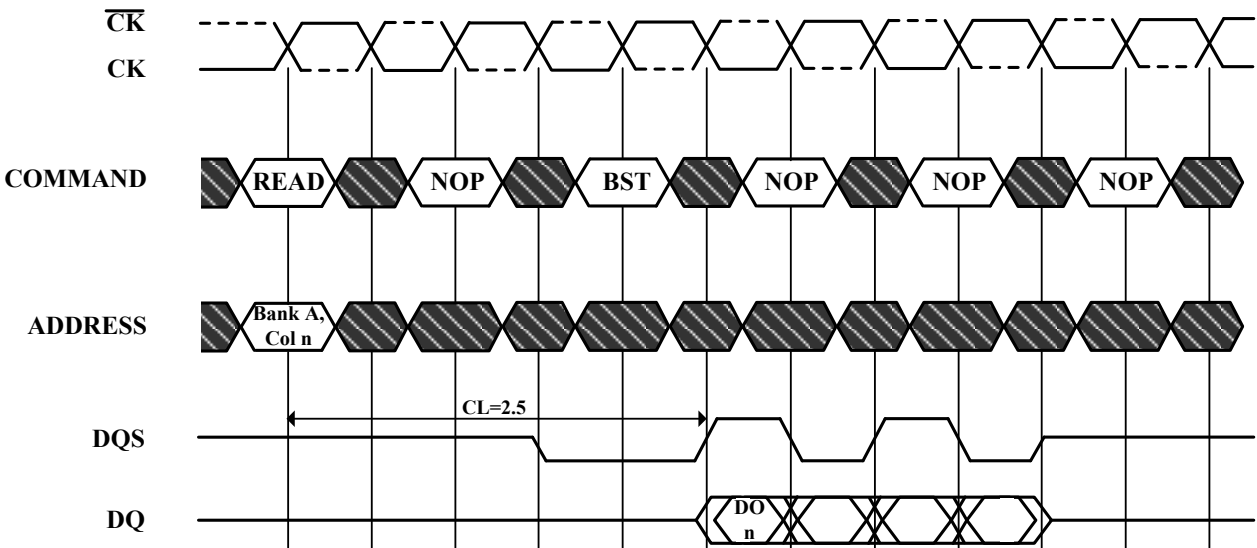 CK
CK
COMMAND READ NOP BST NOP NOP NOP
ADDRESS Bank A,
Col n
CL=2.5
DQS
DQ DO
n